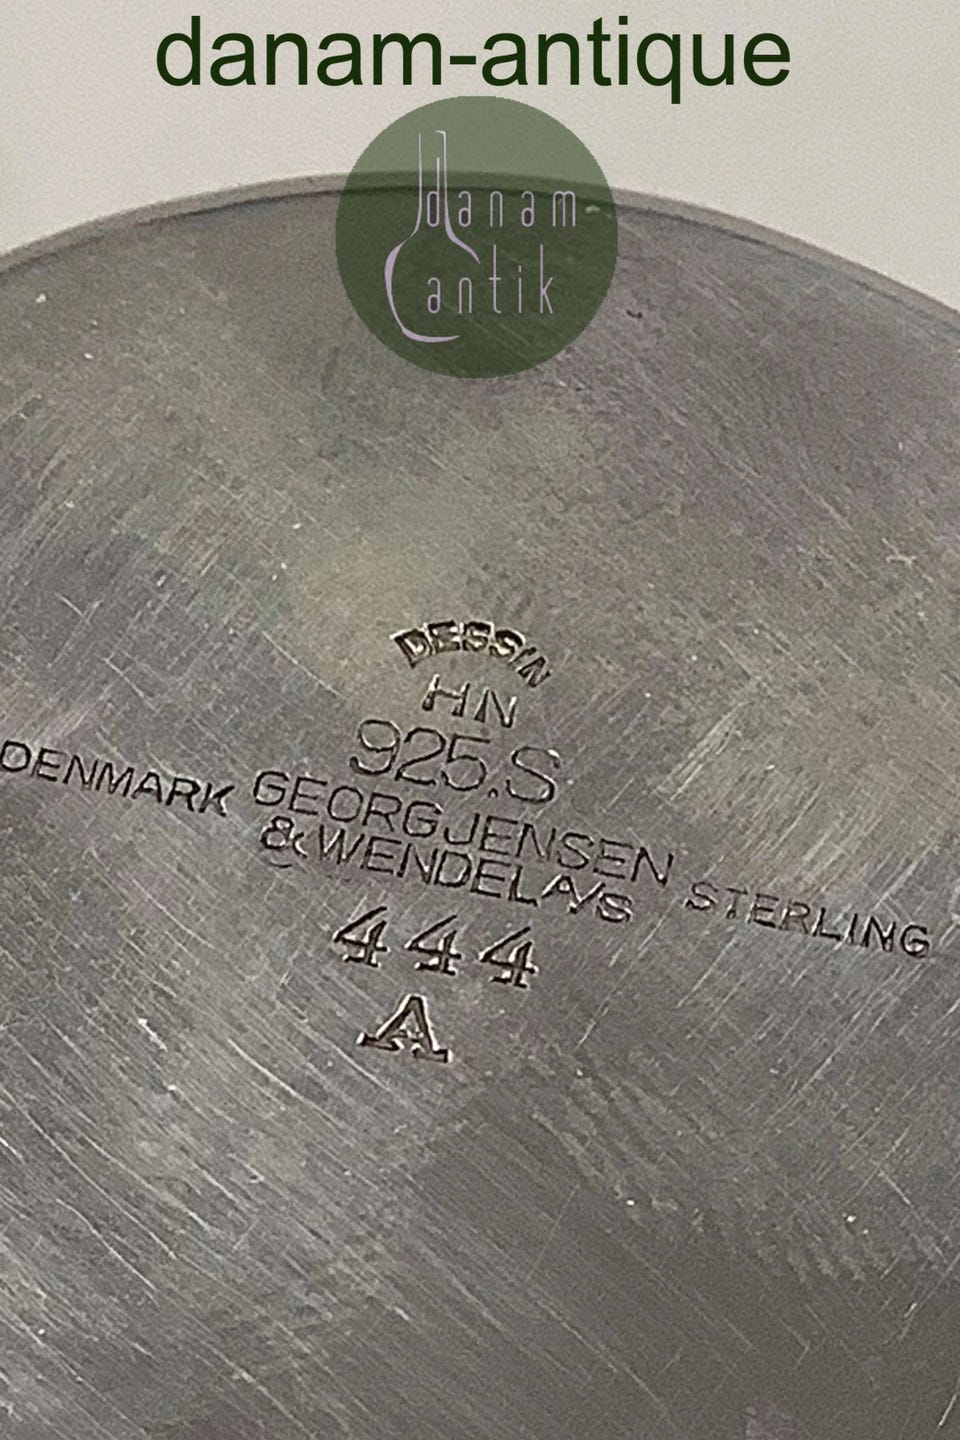 danam-antique
danam
antik
DESSIN
HN
925.S
DENMARK GEORG JENSEN STERLING
& WENDEL A/S
444
A